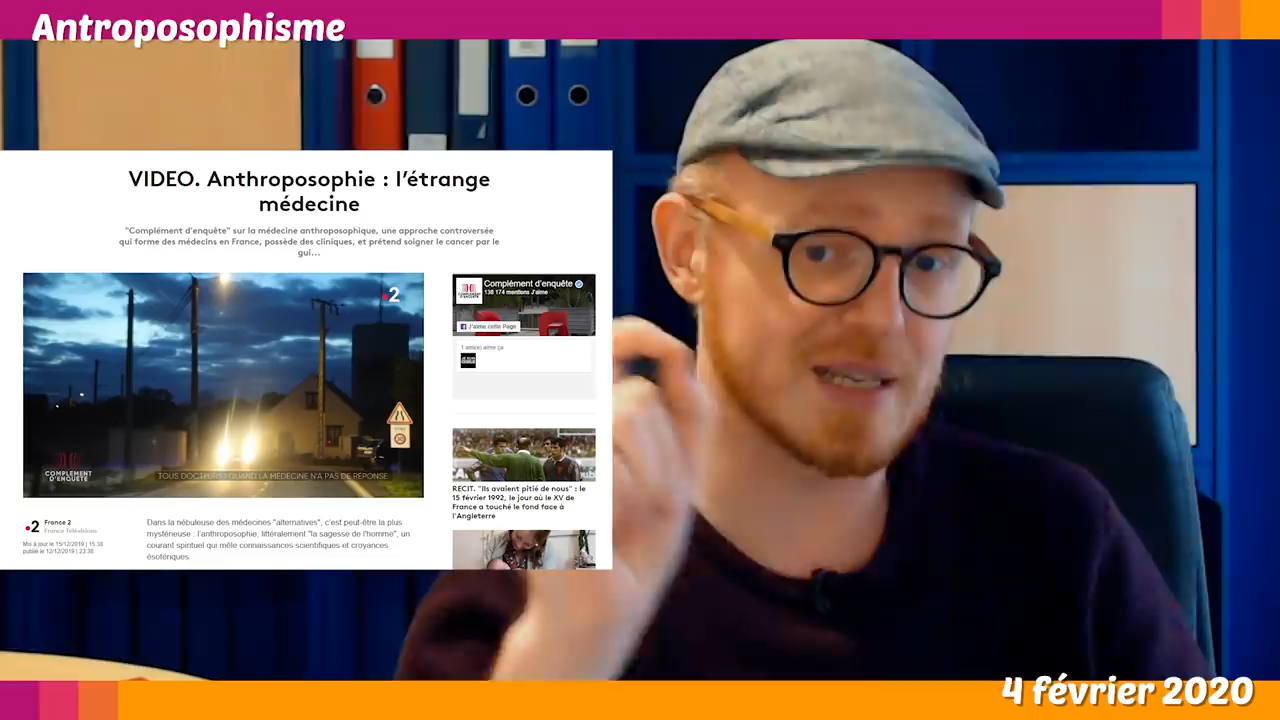 Antroposophisme
VIDEO. Anthroposophie : l'étrange
médecine
"Complément d'enquête" sur la médecine anthroposophique, une approche controversée
qui forme des médecins en France, possède des cliniques, et prétend soigner le cancer par le
gui...
2
COMPLÉMENT
D'ENQUÊTE
TOUS DOCTEURS ! QUAND LA MÉDECINE N'A PAS DE RÉPONSE
2
France 2
France Télévisions
Mis à jour le 15/12/2019 | 15:38
publié le 12/12/2019 | 23:38
Dans la nébuleuse des médecines "alternatives", c'est peut-être la plus
mystérieuse : l'anthroposophie, littéralement "la sagesse de l'homme", un
courant spirituel qui mêle connaissances scientifiques et croyances
ésotériques.
Complément d'enquête
138 174 mentions J'aime
J'aime cette Page
1 ami(e) aime ça
RECIT. "Ils avaient pitié de nous" : le
15 février 1992, le jour où le XV de
France a touché le fond face à
l'Angleterre
4 février 2020